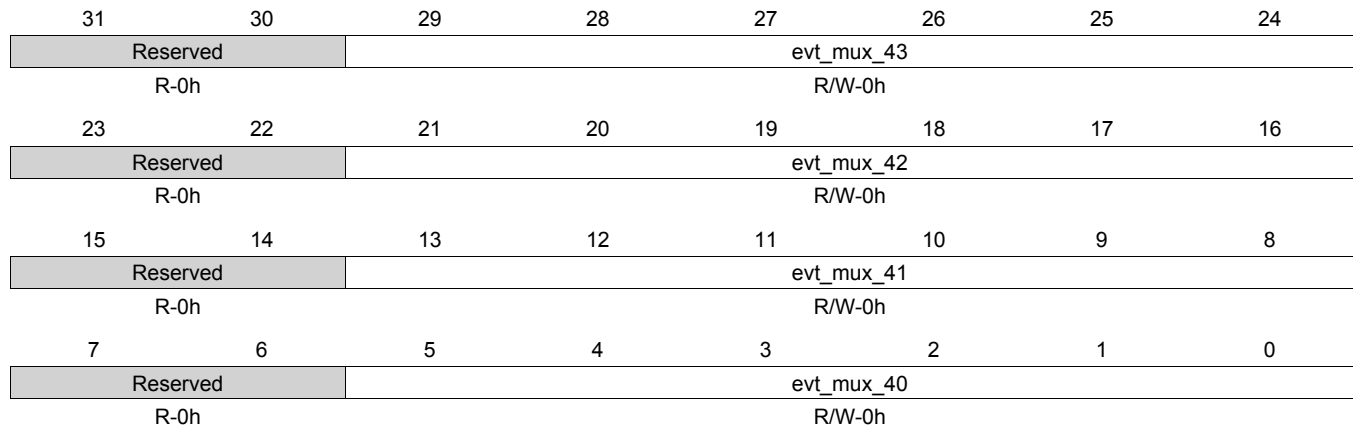 31 30 29 28 27 26 25 24
Reserved evt_mux_43
R-0h R/W-0h
23 22 21 20 19 18 17 16
Reserved evt_mux_42
R-0h R/W-0h
15 14 13 12 11 10 9 8
Reserved evt_mux_41
R-0h R/W-0h
7 6 5 4 3 2 1 0
Reserved evt_mux_40
R-0h R/W-0h